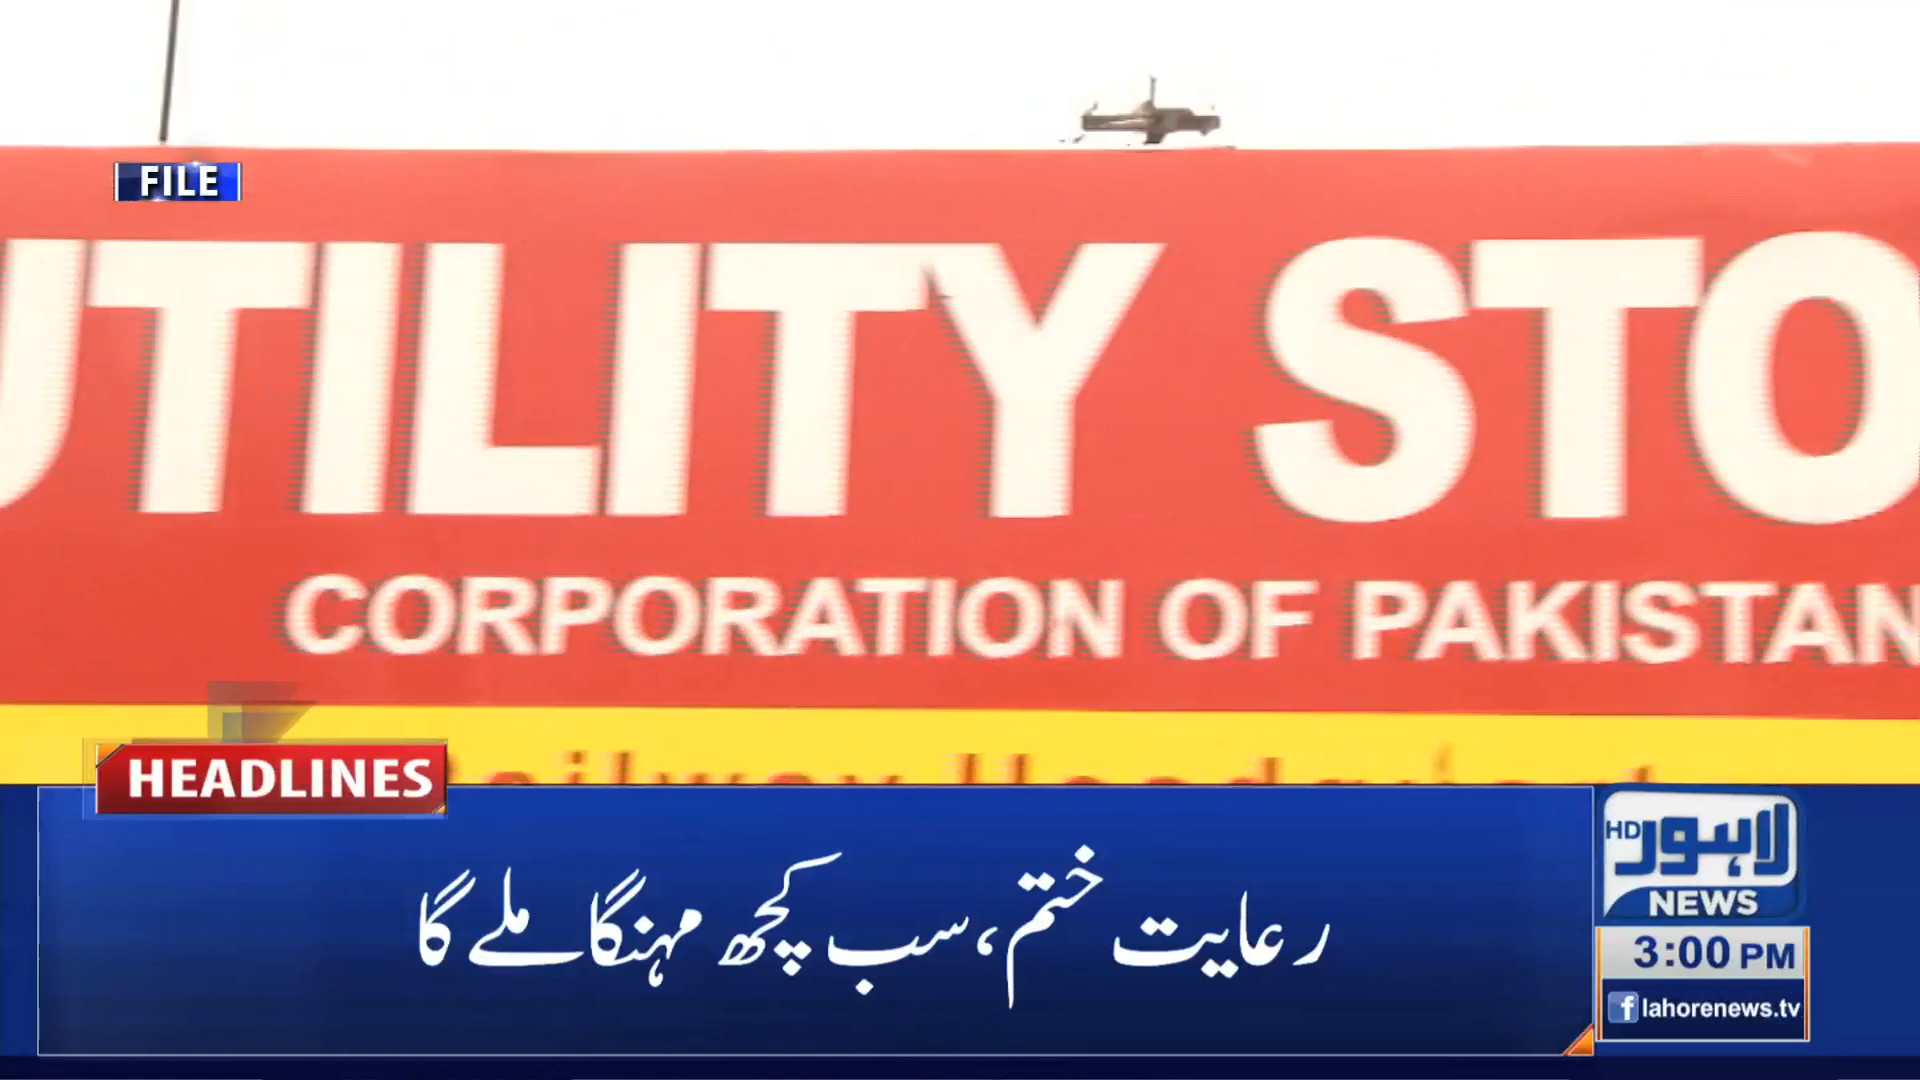 FILE
UTILITY STO
CORPORATION OF PAKISTAN
HEADLINES
رعایت ختم، سب کچھ مہنگا ملے گا
لاہور HD
NEWS
3:00 PM
lahorenews.tv